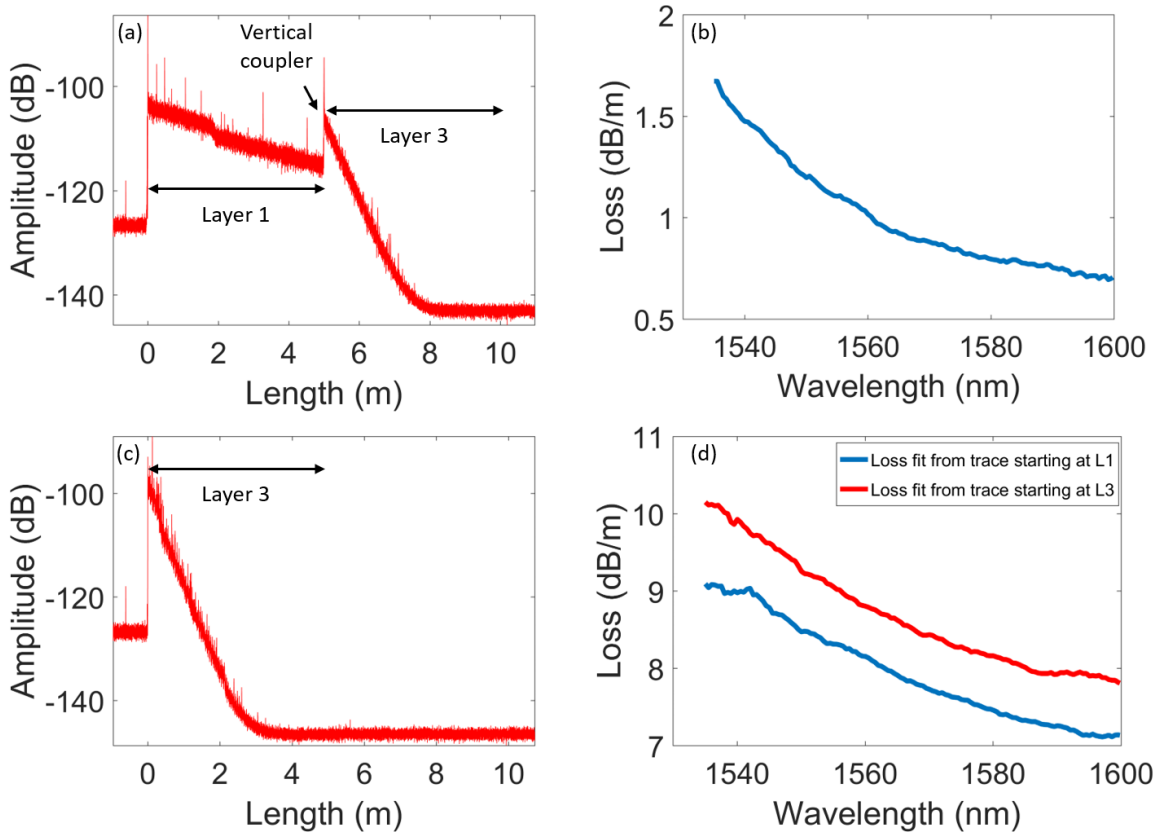 (a)
Vertical
coupler
Layer 3
Layer 1
Amplitude (dB)
-100
-120
-140
0 2 4 6 8 10
Length (m)
(b)
Loss (dB/m)
2
1.5
1
0.5
1540 1560 1580 1600
Wavelength (nm)
(c)
Layer 3
Amplitude (dB)
-100
-120
-140
0 2 4 6 8 10
Length (m)
(d)
Loss fit from trace starting at L1
Loss fit from trace starting at L3
Loss (dB/m)
11
10
9
8
7
1540 1560 1580 1600
Wavelength (nm)